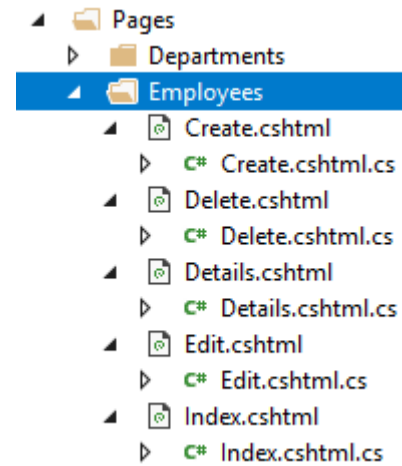 Pages
Departments
Employees
Create.cshtml
C# Create.cshtml.cs
Delete.cshtml
C# Delete.cshtml.cs
Details.cshtml
C# Details.cshtml.cs
Edit.cshtml
C# Edit.cshtml.cs
Index.cshtml
C# Index.cshtml.cs